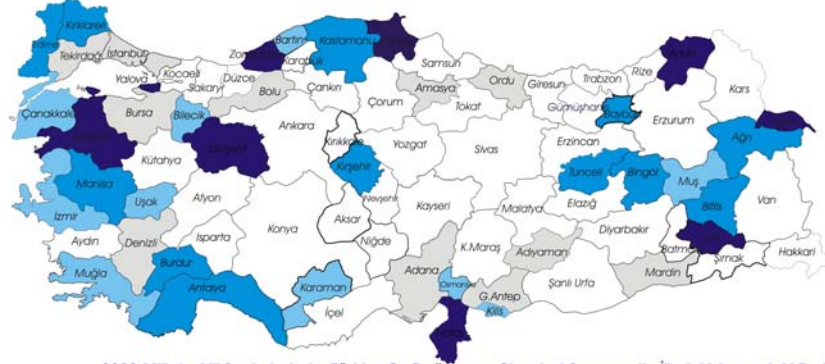 Kırklareli
Edirne
Tekirdağ
İstanbul
Zon
Bartın
Karabük
Kastamonu
Samsun
Yalova
Kocaeli
Sakarya
Düzce
Bolu
Çankırı
Çorum
Amasya
Tokat
Ordu
Giresun
Trabzon
Rize
Artvin
Kars
Gümüşhane
Erzurum
Çanakkale
Bursa
Bilecik
Eskişehir
Ankara
Kırıkkale
Yozgat
Sivas
Erzincan
Ağrı
Kütahya
Kırşehir
Tunceli
Bingöl
Muş
Manisa
Uşak
Afyon
Nevşehir
Kayseri
Malatya
Elazığ
Bitlis
Van
İzmir
Aksar
Konya
Aydın
Denizli
Isparta
Niğde
K.Maraş
Adıyaman
Diyarbakır
Batman
Şırnak
Hakkari
Muğla
Burdur
Antalya
Karaman
İçel
Adana
Osmaniye
G.Antep
Kilis
Şanlı Urfa
Mardin